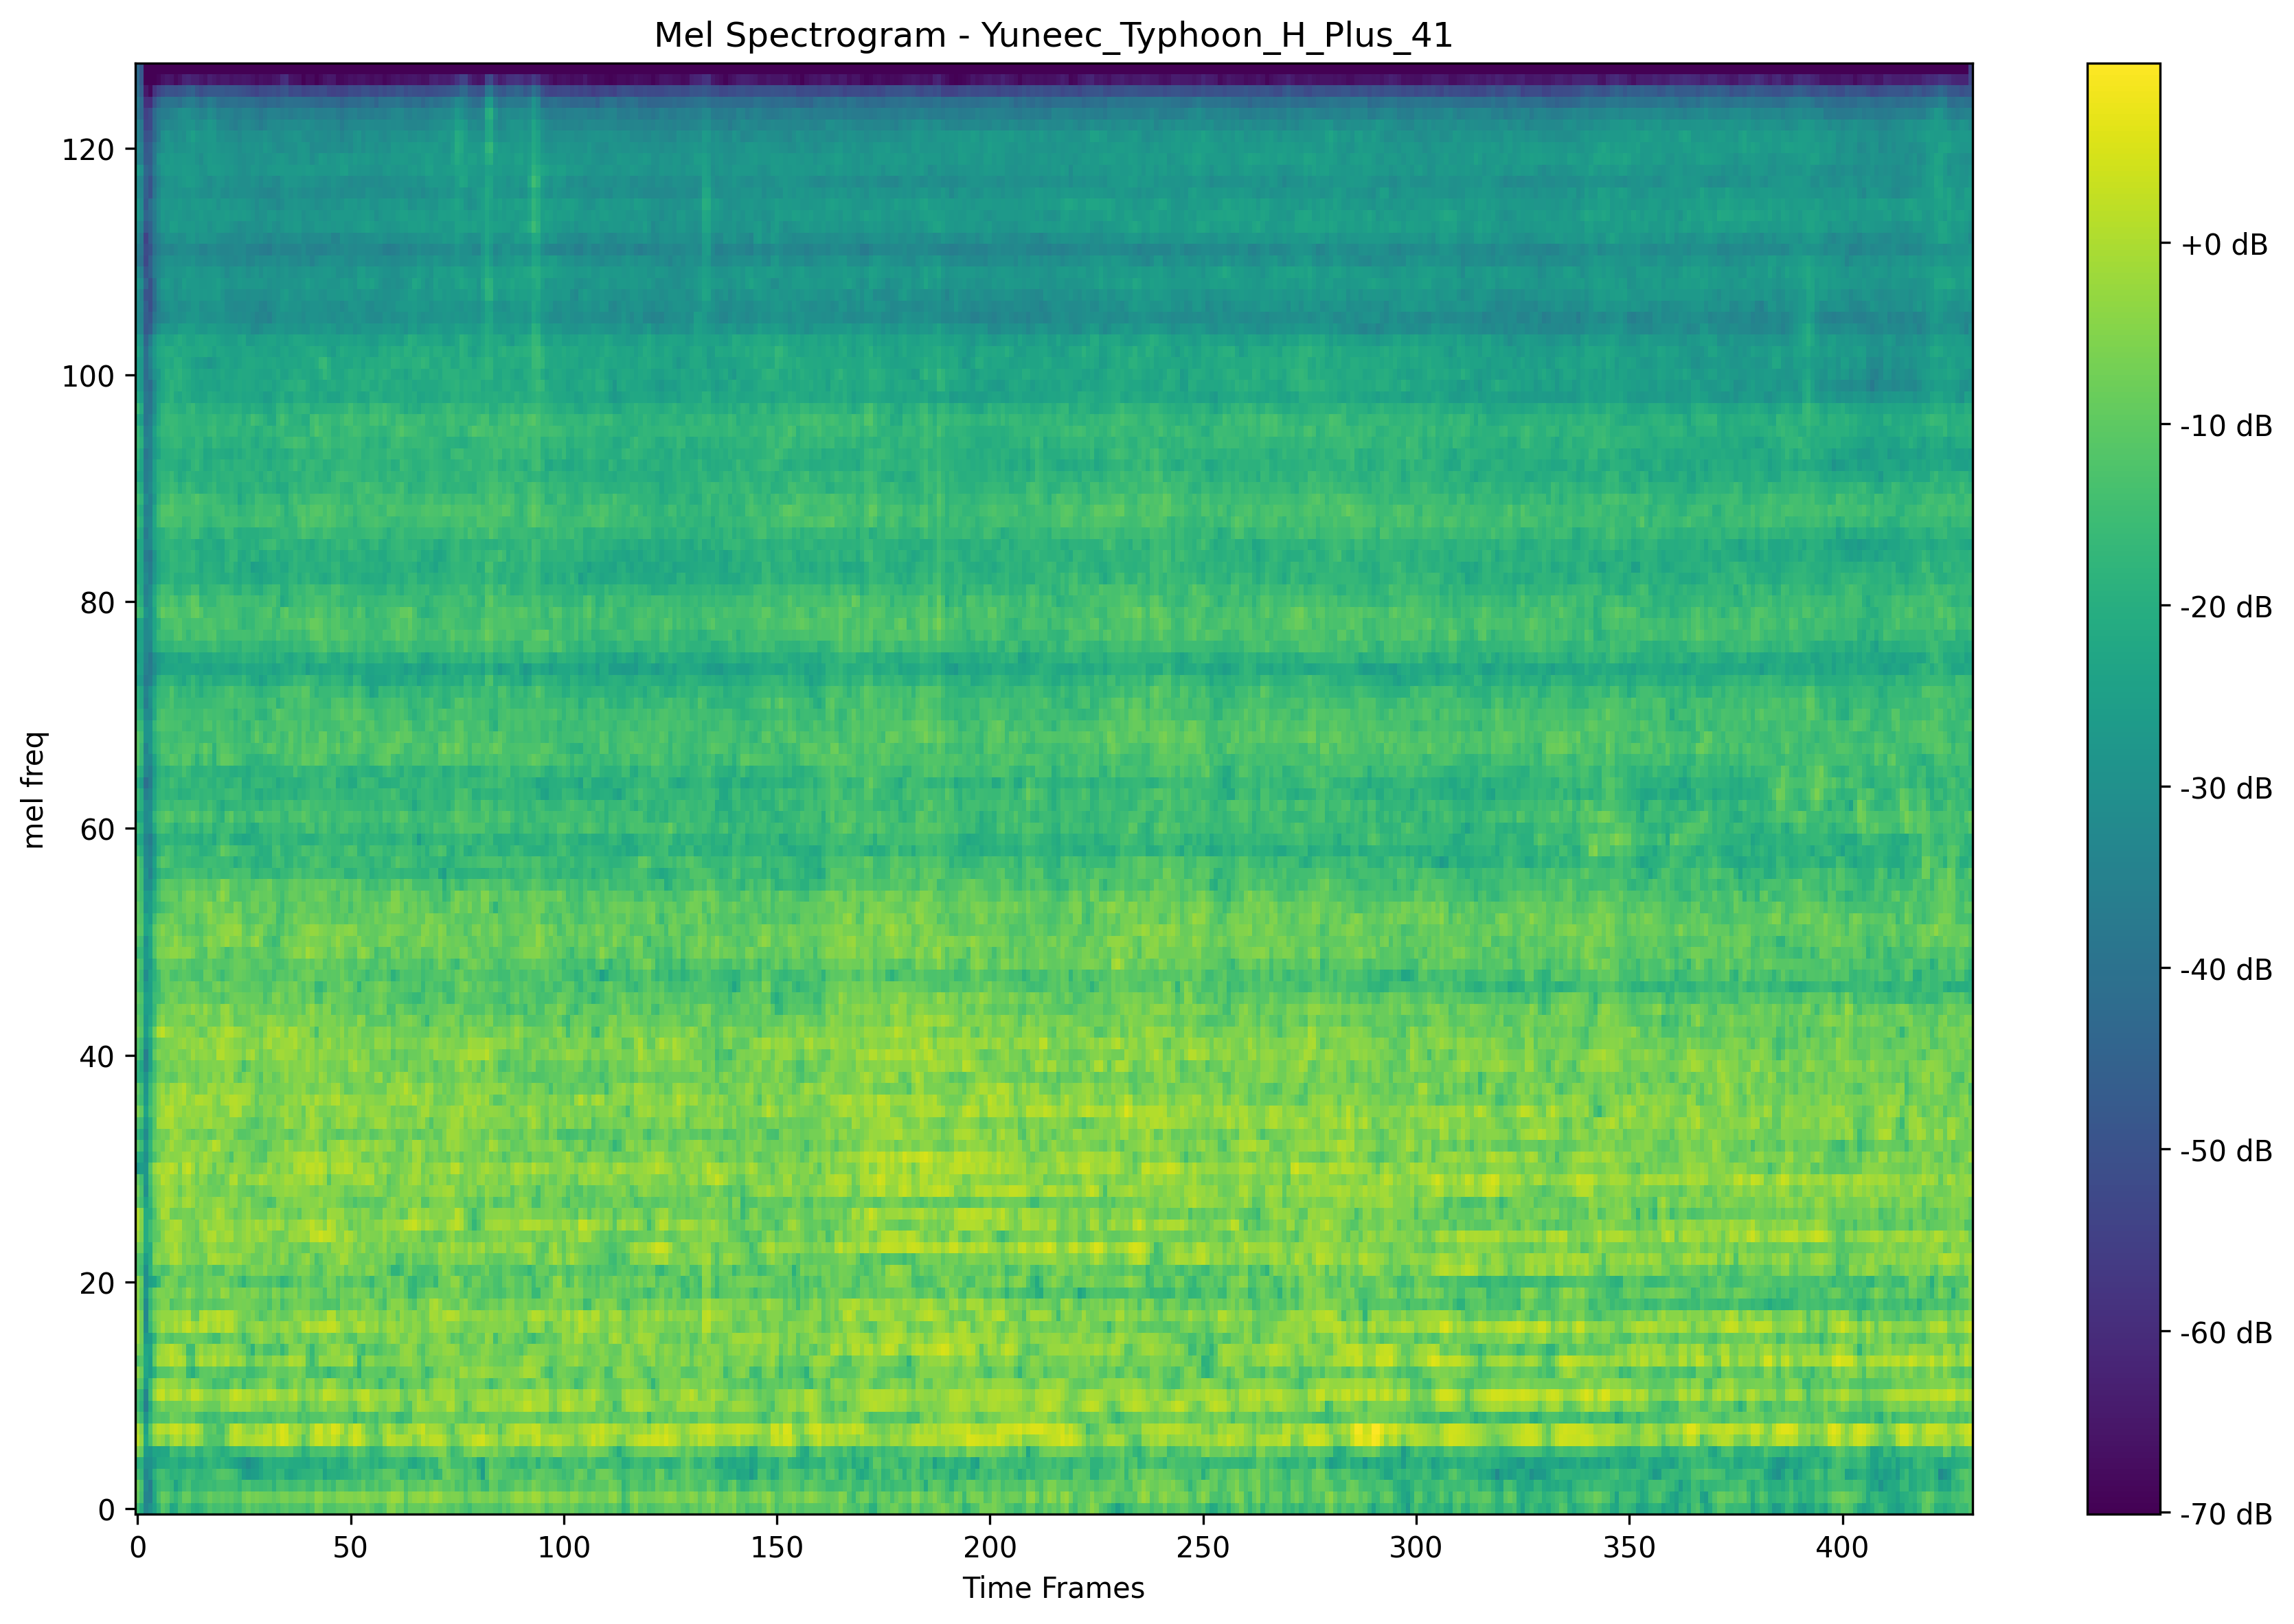 Mel Spectrogram - Yuneec_Typhoon_H_Plus_41
mel freq
120
100
80
60
40
20
0
0 50 100 150 200 250 300 350 400
Time Frames
+0 dB
-10 dB
-20 dB
-30 dB
-40 dB
-50 dB
-60 dB
-70 dB